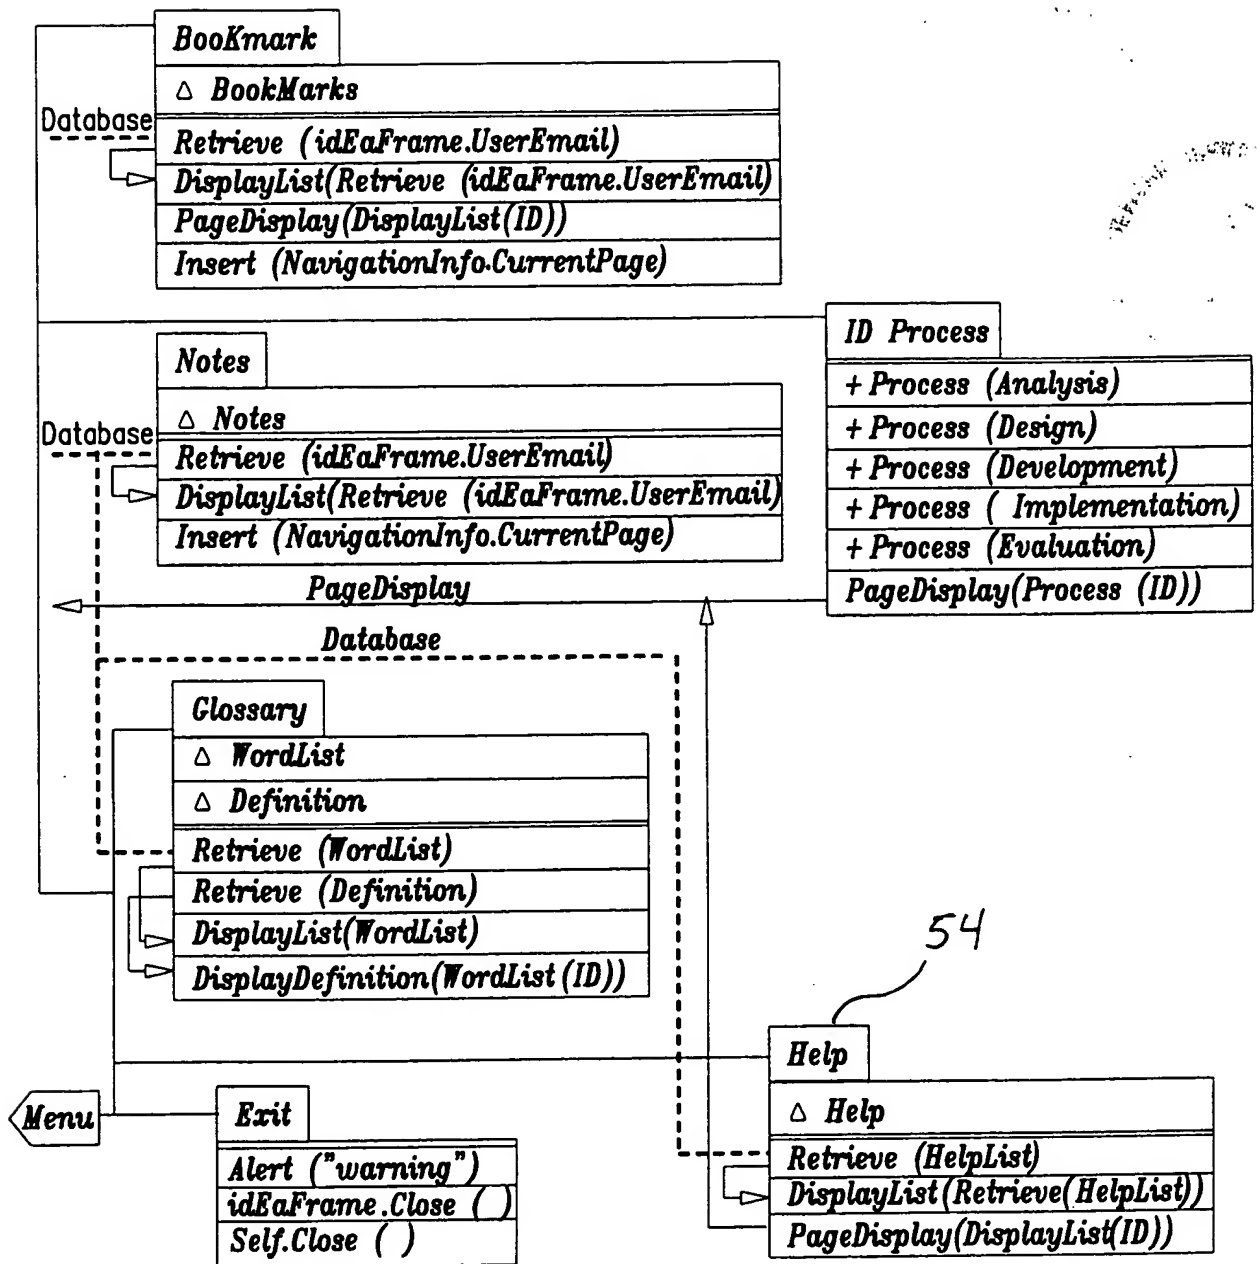 BooKmark
Δ BookMarks
Database
Retrieve (idEaFrame.UserEmail)
DisplayList(Retrieve (idEaFrame.UserEmail)
PageDisplay(DisplayList(ID))
Insert (NavigationInfo.CurrentPage)
ID Process
+ Process (Analysis)
+ Process (Design)
+ Process (Development)
+ Process ( Implementation)
+ Process (Evaluation)
PageDisplay(Process (ID))
Notes
Δ Notes
Database
Retrieve (idEaFrame.UserEmail)
DisplayList(Retrieve (idEaFrame.UserEmail)
Insert (NavigationInfo.CurrentPage)
PageDisplay
Database
Glossary
Δ WordList
Δ Definition
Retrieve (WordList)
Retrieve (Definition)
DisplayList(WordList)
DisplayDefinition(WordList(ID))
54
Help
Δ Help
Retrieve (HelpList)
DisplayList(Retrieve(HelpList))
PageDisplay(DisplayList(ID))
Menu
Exit
Alert ("warning")
idEaFrame.Close ( )
Self.Close ( )